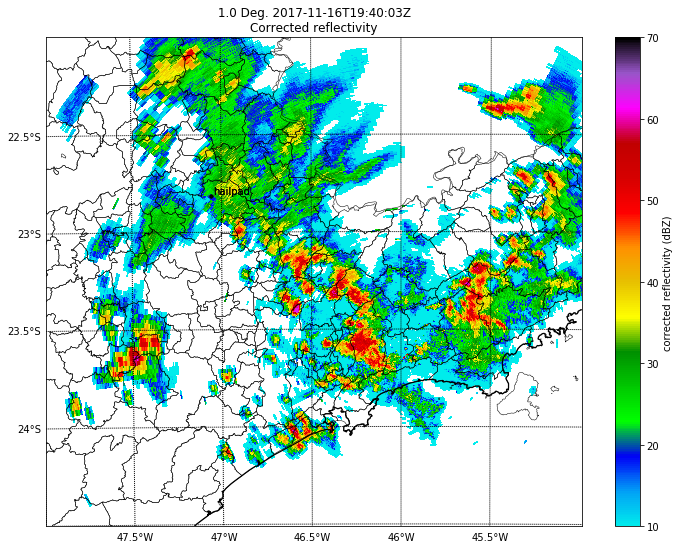 1.0 Deg. 2017-11-16T19:40:03Z
Corrected reflectivity
22.5°S
23°S
23.5°S
24°S
47.5°W
47°W
46.5°W
46°W
45.5°W
hailpad
70
60
50
40
30
20
10
corrected reflectivity (dBZ)